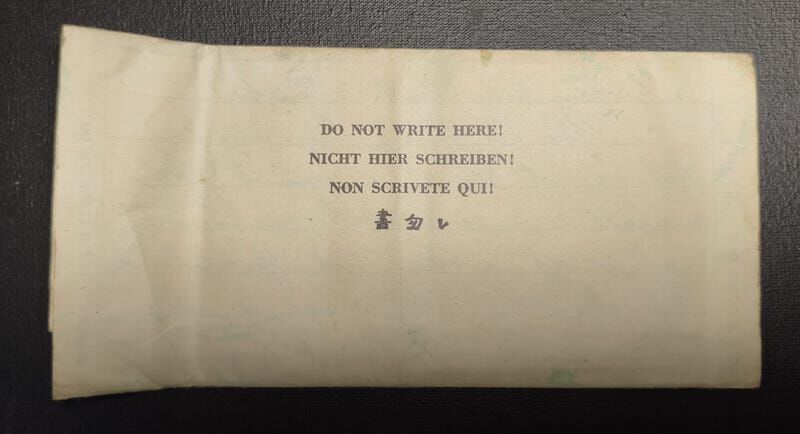 DO NOT WRITE HERE!
NICHT HIER SCHREIBEN!
NON SCRIVETE QUI!
書勿レ